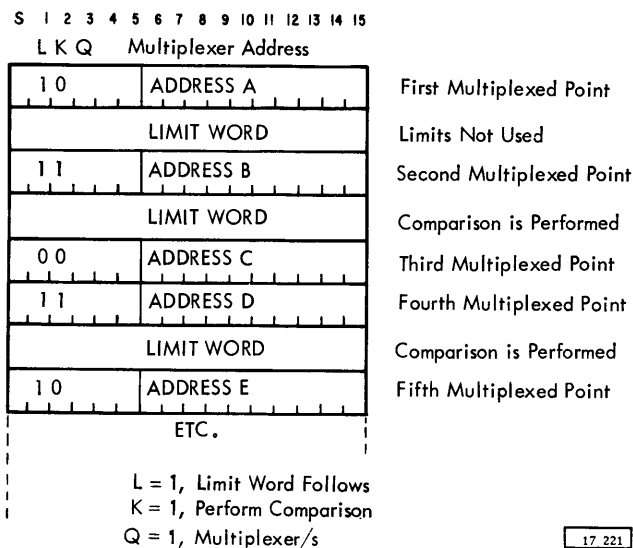 S 1 2 3 4 5 6 7 8 9 10 11 12 13 14 15
L K Q Multiplexer Address
1 0 ADDRESS A First Multiplexed Point
LIMIT WORD Limits Not Used
1 1 ADDRESS B Second Multiplexed Point
LIMIT WORD Comparison is Performed
0 0 ADDRESS C Third Multiplexed Point
1 1 ADDRESS D Fourth Multiplexed Point
LIMIT WORD Comparison is Performed
1 0 ADDRESS E Fifth Multiplexed Point
ETC.
L = 1, Limit Word Follows
K = 1, Perform Comparison
Q = 1, Multiplexer/s
17 221